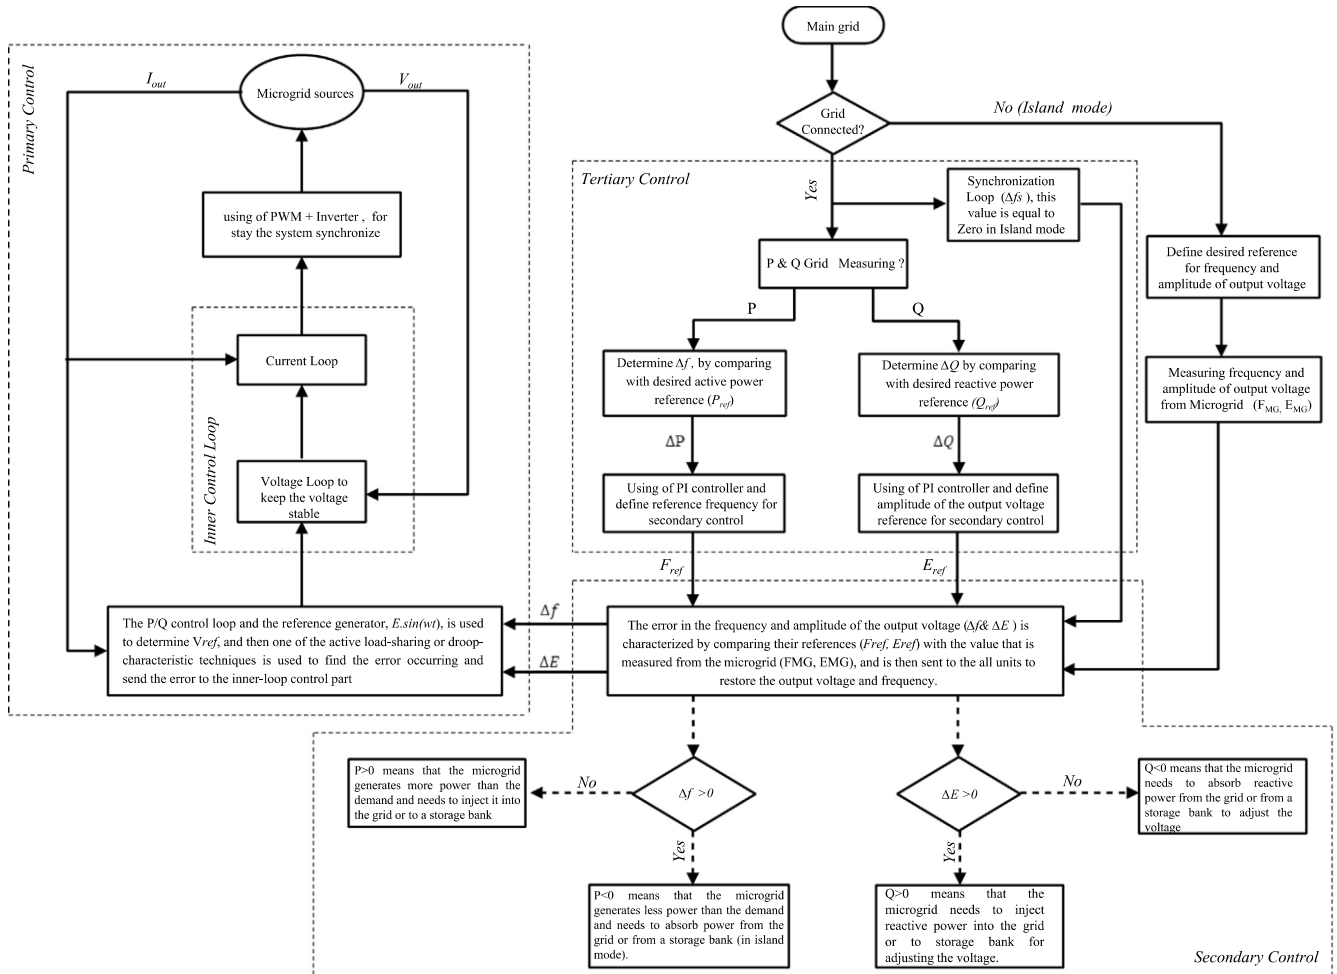 Main grid
Grid
Connected?
No (Island mode)
Yes
Primary Control
I_out
Microgrid sources
V_out
using of PWM + Inverter , for
stay the system synchronize
Inner Control Loop
Current Loop
Voltage Loop to
keep the voltage
stable
The P/Q control loop and the reference generator, E.sin(wt), is used
to determine Vref, and then one of the active load-sharing or droop-
characteristic techniques is used to find the error occurring and
send the error to the inner-loop control part
Tertiary Control
Synchronization
Loop (Δfs ), this
value is equal to
Zero in Island mode
P & Q Grid Measuring ?
P
Q
Determine Δf , by comparing
with desired active power
reference (P_ref)
Determine ΔQ by comparing
with desired reactive power
reference (Q_ref)
ΔP
ΔQ
Using of PI controller and
define reference frequency for
secondary control
Using of PI controller and define
amplitude of the output voltage
reference for secondary control
F_ref
E_ref
Define desired reference
for frequency and
amplitude of output voltage
Measuring frequency and
amplitude of output voltage
from Microgrid (F_MG, E_MG)
Δf
ΔE
The error in the frequency and amplitude of the output voltage (Δf& ΔE ) is
characterized by comparing their references (Fref, Eref) with the value that is
measured from the microgrid (FMG, EMG), and is then sent to the all units to
restore the output voltage and frequency.
P>0 means that the microgrid
generates more power than the
demand and needs to inject it into
the grid or to a storage bank
No
Δf >0
Yes
P<0 means that the microgrid
generates less power than the demand
and needs to absorb power from the
grid or from a storage bank (in island
mode).
ΔE >0
No
Yes
Q<0 means that the microgrid
needs to absorb reactive
power from the grid or from a
storage bank to adjust the
voltage
Q>0 means that the
microgrid needs to inject
reactive power into the grid
or to storage bank for
adjusting the voltage.
Secondary Control